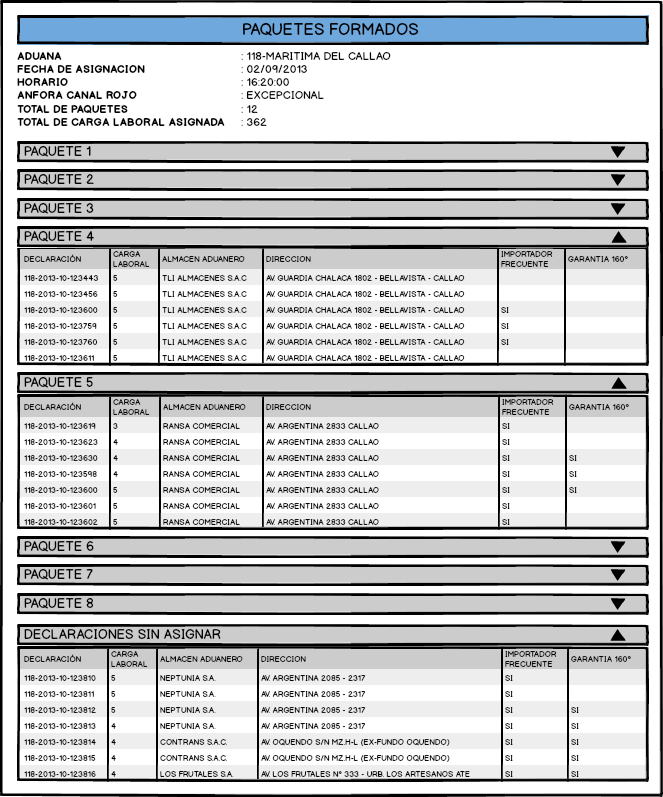 PAQUETES FORMADOS
ADUANA : 118-MARITIMA DEL CALLAO
FECHA DE ASIGNACION : 02/09/2013
HORARIO : 16:20:00
ANFORA CANAL ROJO : EXCEPCIONAL
TOTAL DE PAQUETES : 12
TOTAL DE CARGA LABORAL ASIGNADA : 362
PAQUETE 1
PAQUETE 2
PAQUETE 3
PAQUETE 4
DECLARACIÓN CARGA LABORAL ALMACEN ADUANERO DIRECCION IMPORTADOR FRECUENTE GARANTIA 160°
118-2013-10-123443 5 TLI ALMACENES S.A.C AV. GUARDIA CHALACA 1802 - BELLAVISTA - CALLAO
118-2013-10-123456 5 TLI ALMACENES S.A.C AV. GUARDIA CHALACA 1802 - BELLAVISTA - CALLAO
118-2013-10-123600 5 TLI ALMACENES S.A.C AV. GUARDIA CHALACA 1802 - BELLAVISTA - CALLAO SI
118-2013-10-123759 5 TLI ALMACENES S.A.C AV. GUARDIA CHALACA 1802 - BELLAVISTA - CALLAO SI
118-2013-10-123760 5 TLI ALMACENES S.A.C AV. GUARDIA CHALACA 1802 - BELLAVISTA - CALLAO SI
118-2013-10-123611 5 TLI ALMACENES S.A.C AV. GUARDIA CHALACA 1802 - BELLAVISTA - CALLAO
PAQUETE 5
DECLARACIÓN CARGA LABORAL ALMACEN ADUANERO DIRECCION IMPORTADOR FRECUENTE GARANTIA 160°
118-2013-10-123619 3 RANSA COMERCIAL AV. ARGENTINA 2833 CALLAO SI
118-2013-10-123623 4 RANSA COMERCIAL AV. ARGENTINA 2833 CALLAO SI
118-2013-10-123630 4 RANSA COMERCIAL AV. ARGENTINA 2833 CALLAO SI SI
118-2013-10-123598 4 RANSA COMERCIAL AV. ARGENTINA 2833 CALLAO SI SI
118-2013-10-123600 5 RANSA COMERCIAL AV. ARGENTINA 2833 CALLAO SI SI
118-2013-10-123601 5 RANSA COMERCIAL AV. ARGENTINA 2833 CALLAO SI
118-2013-10-123602 5 RANSA COMERCIAL AV. ARGENTINA 2833 CALLAO SI
PAQUETE 6
PAQUETE 7
PAQUETE 8
DECLARACIONES SIN ASIGNAR
DECLARACIÓN CARGA LABORAL ALMACEN ADUANERO DIRECCION IMPORTADOR FRECUENTE GARANTIA 160°
118-2013-10-123810 5 NEPTUNIA S.A. AV. ARGENTINA 2085 - 2317 SI
118-2013-10-123811 5 NEPTUNIA S.A. AV. ARGENTINA 2085 - 2317 SI
118-2013-10-123812 5 NEPTUNIA S.A. AV. ARGENTINA 2085 - 2317 SI SI
118-2013-10-123813 4 NEPTUNIA S.A. AV. ARGENTINA 2085 - 2317 SI SI
118-2013-10-123814 4 CONTRANS S.A.C. AV. OQUENDO S/N MZ.H-L (EX-FUNDO OQUENDO) SI SI
118-2013-10-123815 4 CONTRANS S.A.C. AV. OQUENDO S/N MZ.H-L (EX-FUNDO OQUENDO) SI SI
118-2013-10-123816 4 LOS FRUTALES S.A. AV. LOS FRUTALES N° 333 - URB. LOS ARTESANOS ATE SI SI